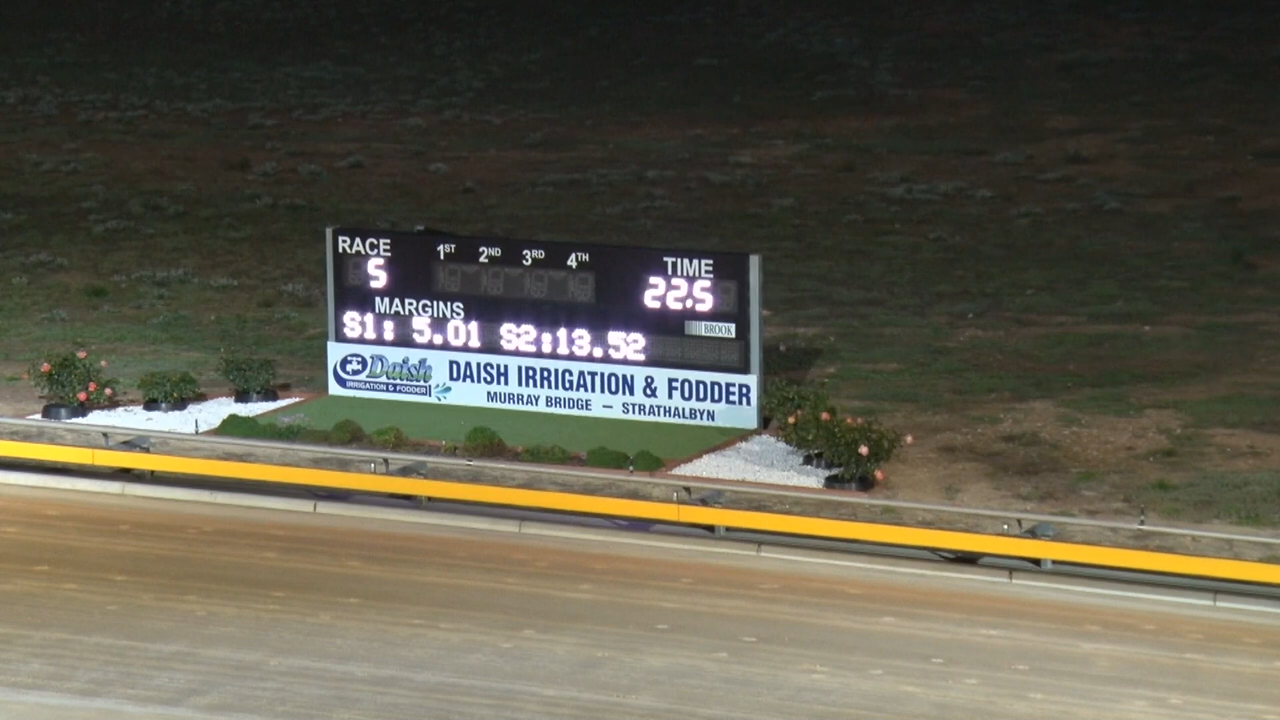 RACE 1ST 2ND 3RD 4TH TIME
5 22.5
MARGINS
BROOK
S1: 5.01 S2:13.52
Daish
IRRIGATION & FODDER
DAISH IRRIGATION & FODDER
MURRAY BRIDGE — STRATHALBYN